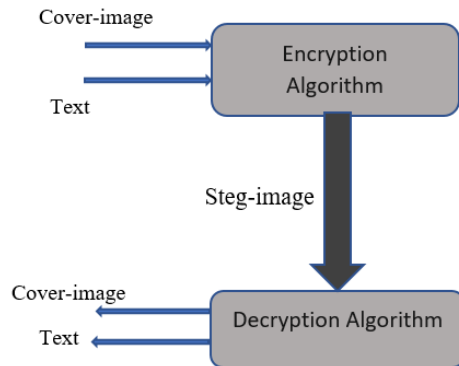 Cover-image
Encryption
Algorithm
Text
Steg-image
Cover-image
Decryption Algorithm
Text